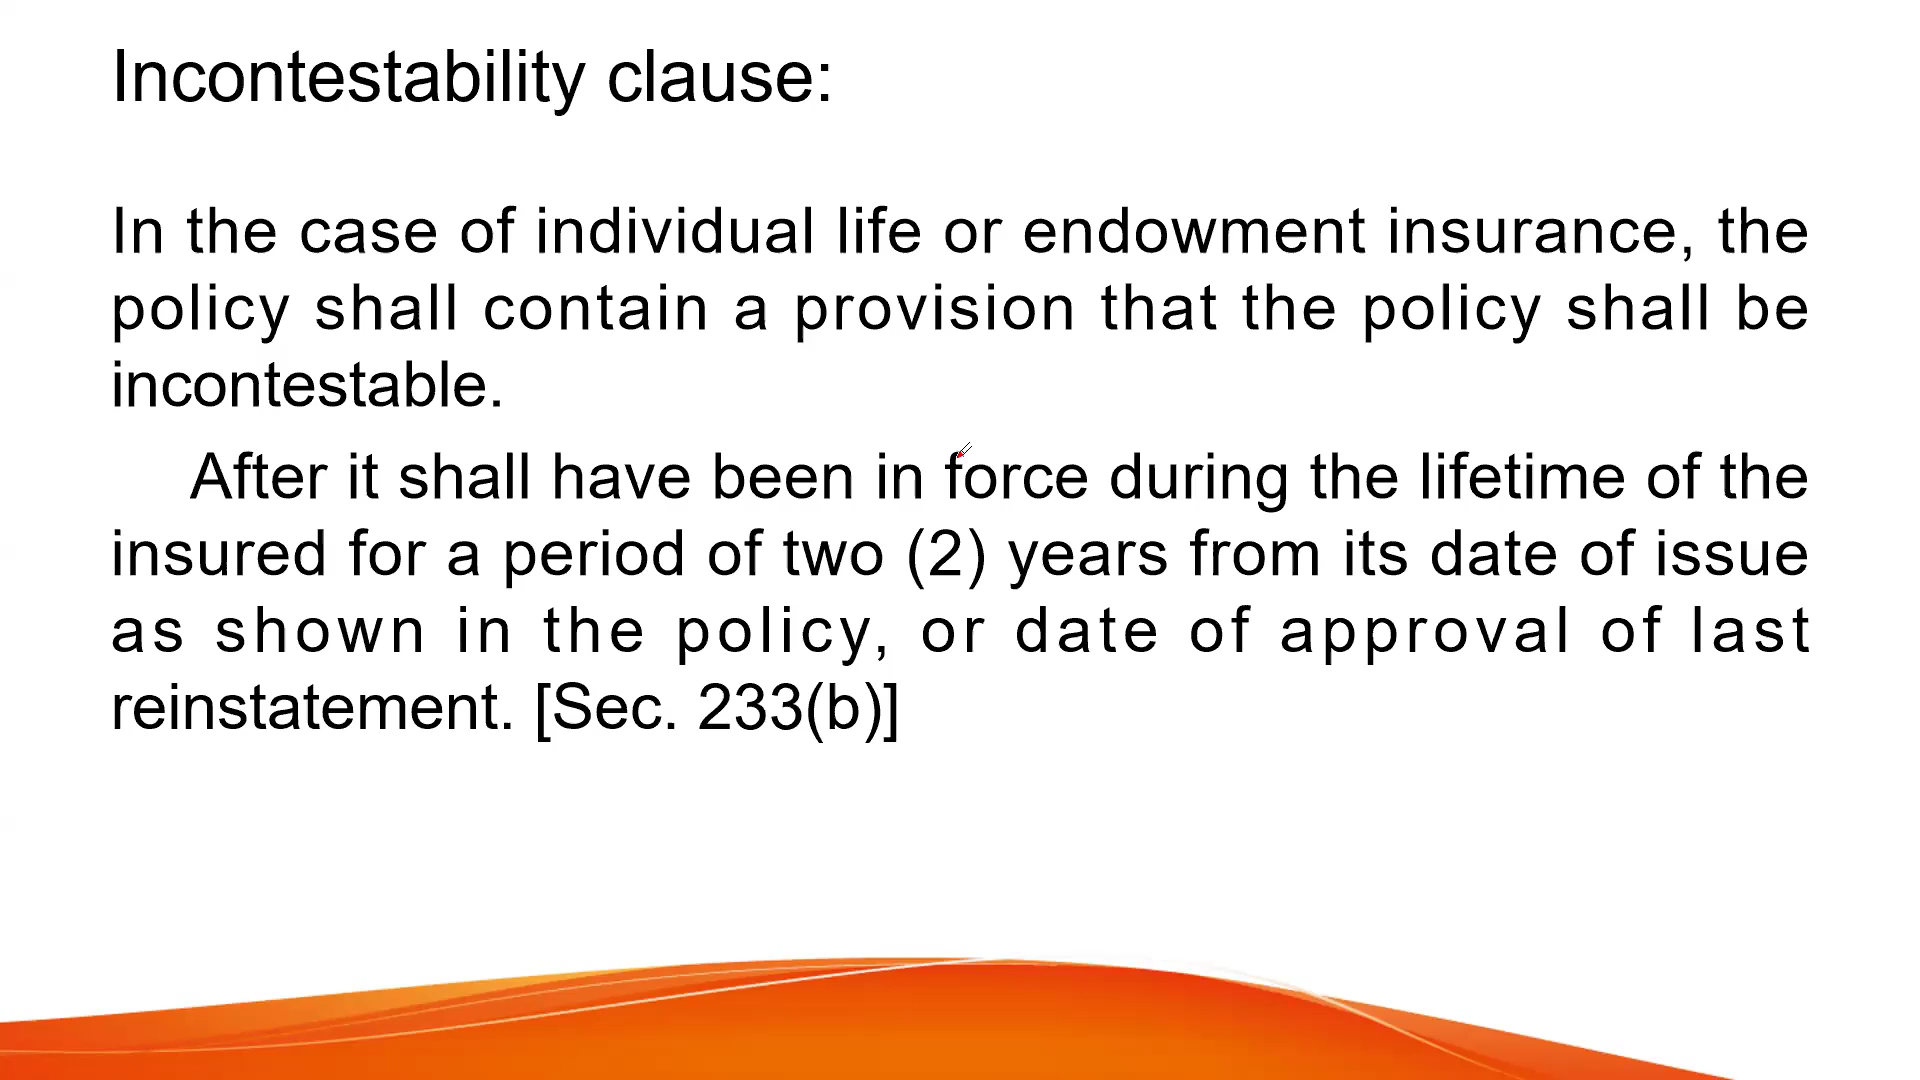 Incontestability clause:
In the case of individual life or endowment insurance, the
policy shall contain a provision that the policy shall be
incontestable.
After it shall have been in force during the lifetime of the
insured for a period of two (2) years from its date of issue
as shown in the policy, or date of approval of last
reinstatement. [Sec. 233(b)]